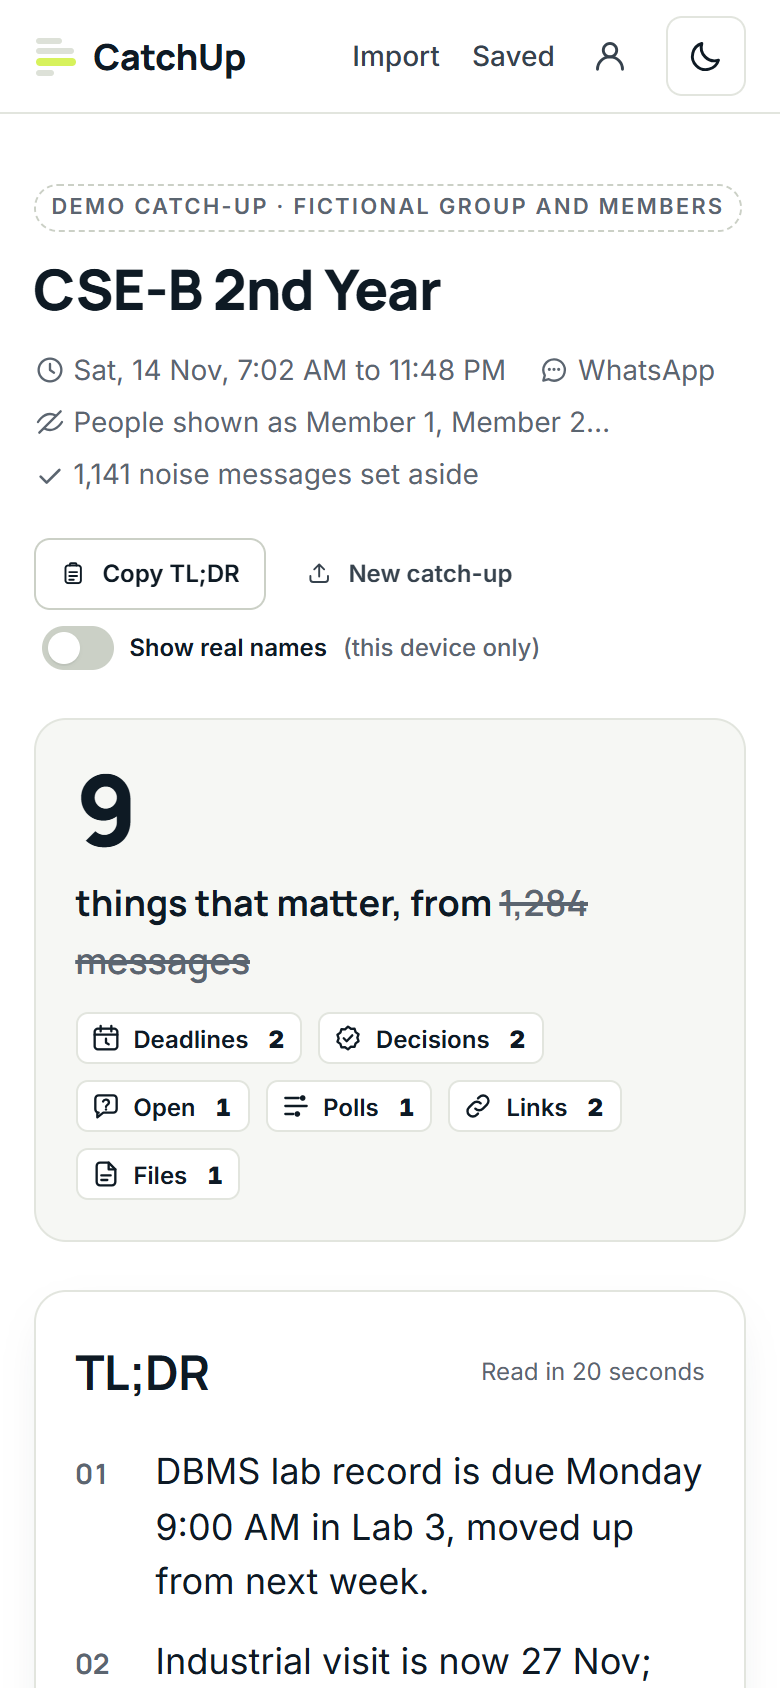 CatchUp Import Saved
DEMO CATCH-UP · FICTIONAL GROUP AND MEMBERS
CSE-B 2nd Year
Sat, 14 Nov, 7:02 AM to 11:48 PM WhatsApp
People shown as Member 1, Member 2...
1,141 noise messages set aside
Copy TL;DR New catch-up
Show real names (this device only)
9
things that matter, from 1,284
messages
Deadlines 2 Decisions 2
Open 1 Polls 1 Links 2
Files 1
TL;DR Read in 20 seconds
01 DBMS lab record is due Monday
9:00 AM in Lab 3, moved up
from next week.
02 Industrial visit is now 27 Nov;